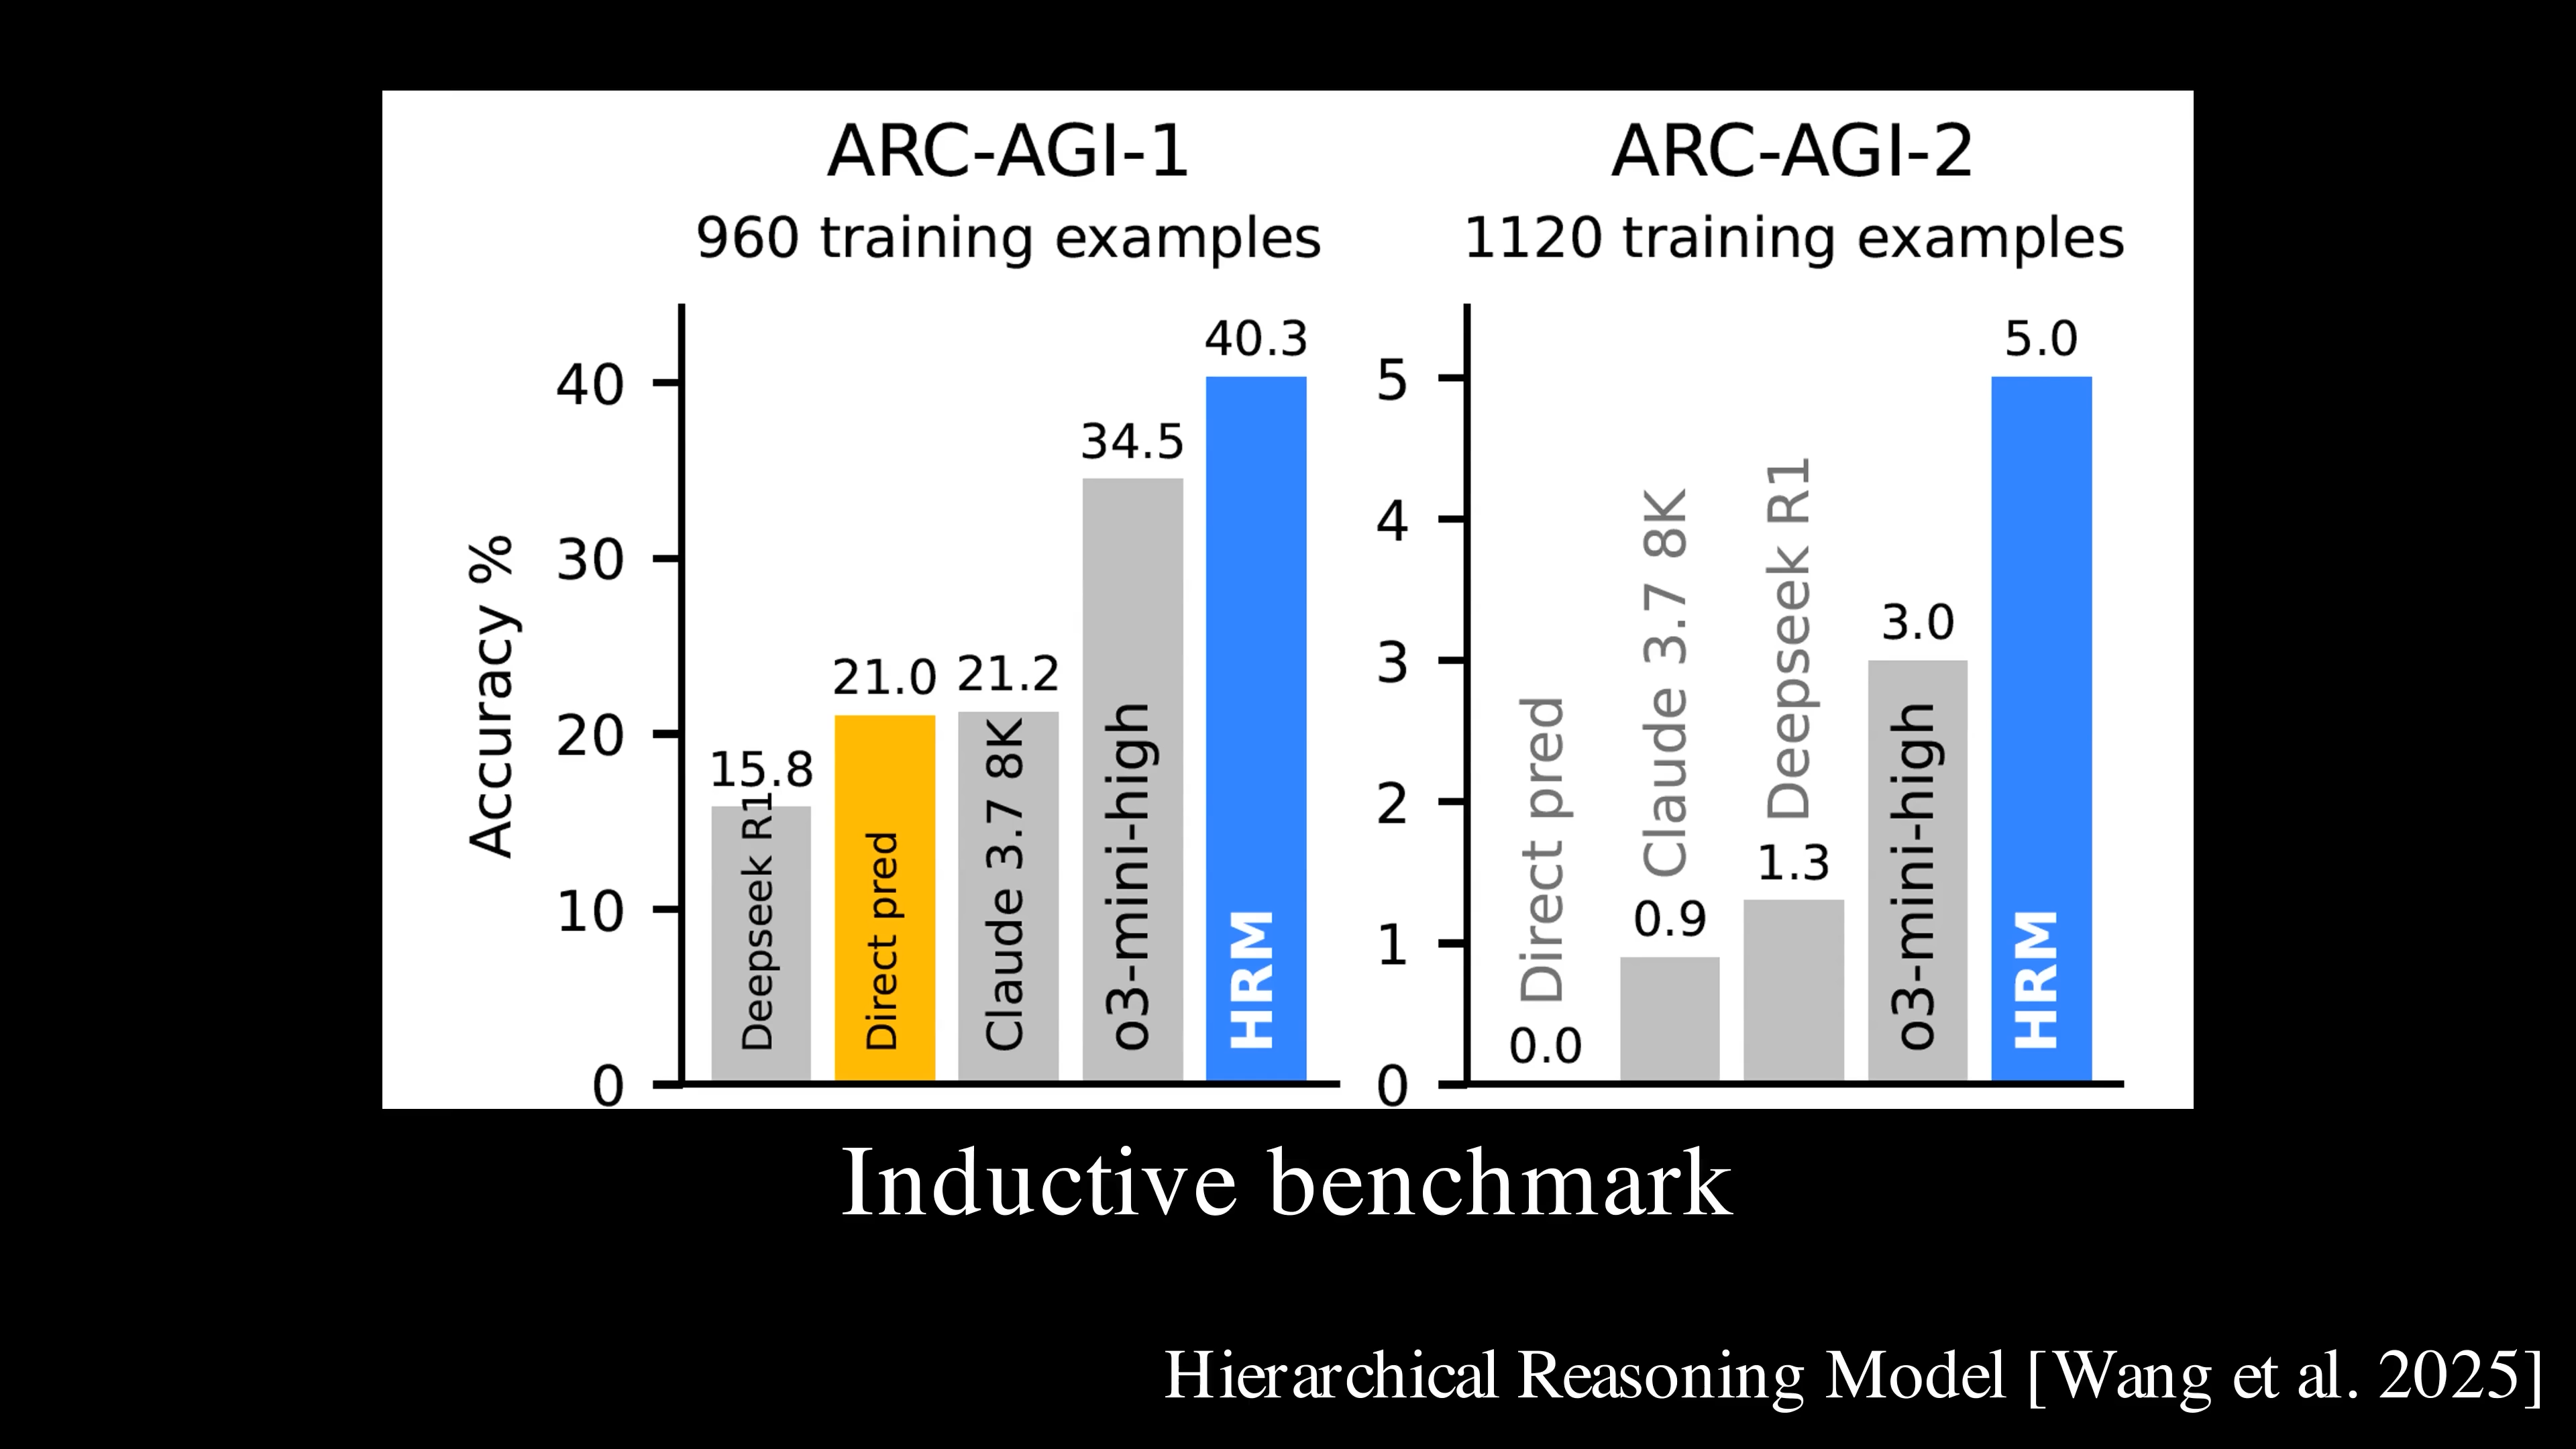 ARC-AGI-1
960 training examples
Accuracy %
40
30
20
10
0
15.8
Deepseek R1
21.0
Direct pred
21.2
Claude 3.7 8K
34.5
o3-mini-high
40.3
HRM
ARC-AGI-2
1120 training examples
5
4
3
2
1
0
0.0
Direct pred
0.9
Claude 3.7 8K
1.3
Deepseek R1
3.0
o3-mini-high
5.0
HRM
Inductive benchmark
Hierarchical Reasoning Model [Wang et al. 2025]